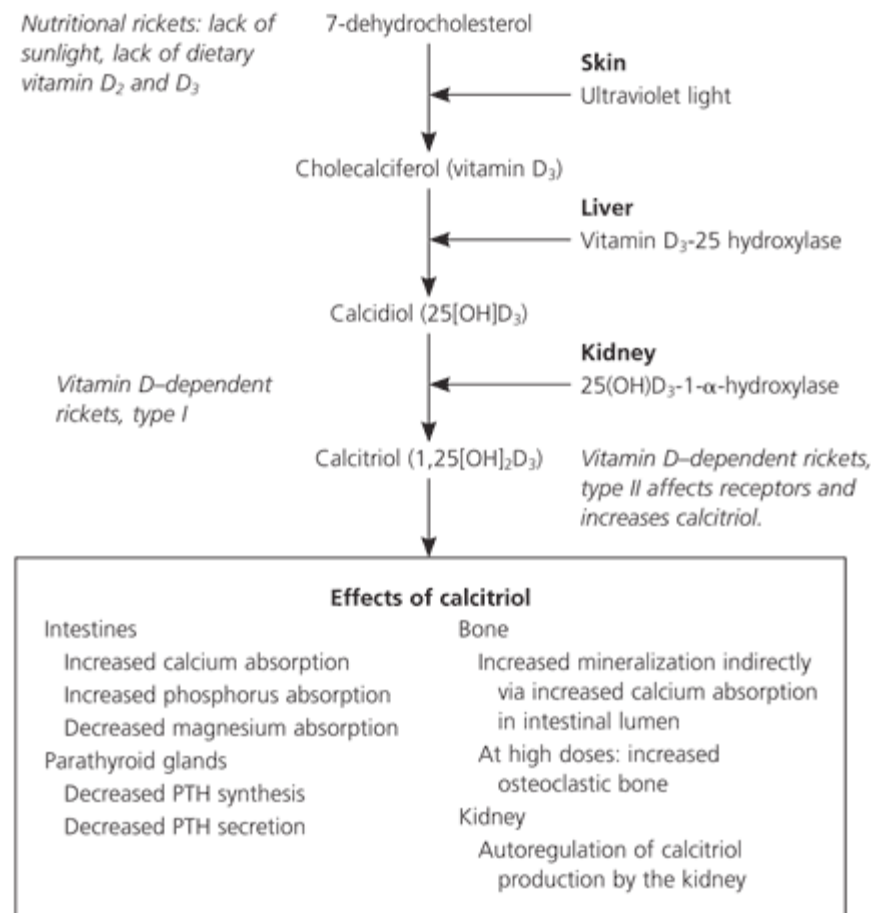 Nutritional rickets: lack of
sunlight, lack of dietary
vitamin D₂ and D₃
7-dehydrocholesterol
Skin
Ultraviolet light
Cholecalciferol (vitamin D₃)
Liver
Vitamin D₃-25 hydroxylase
Calcidiol (25[OH]D₃)
Kidney
25(OH)D₃-1-α-hydroxylase
Vitamin D–dependent
rickets, type I
Calcitriol (1,25[OH]₂D₃)
Vitamin D–dependent rickets,
type II affects receptors and
increases calcitriol.
Effects of calcitriol
Intestines
Increased calcium absorption
Increased phosphorus absorption
Decreased magnesium absorption
Parathyroid glands
Decreased PTH synthesis
Decreased PTH secretion
Bone
Increased mineralization indirectly
via increased calcium absorption
in intestinal lumen
At high doses: increased
osteoclastic bone
Kidney
Autoregulation of calcitriol
production by the kidney